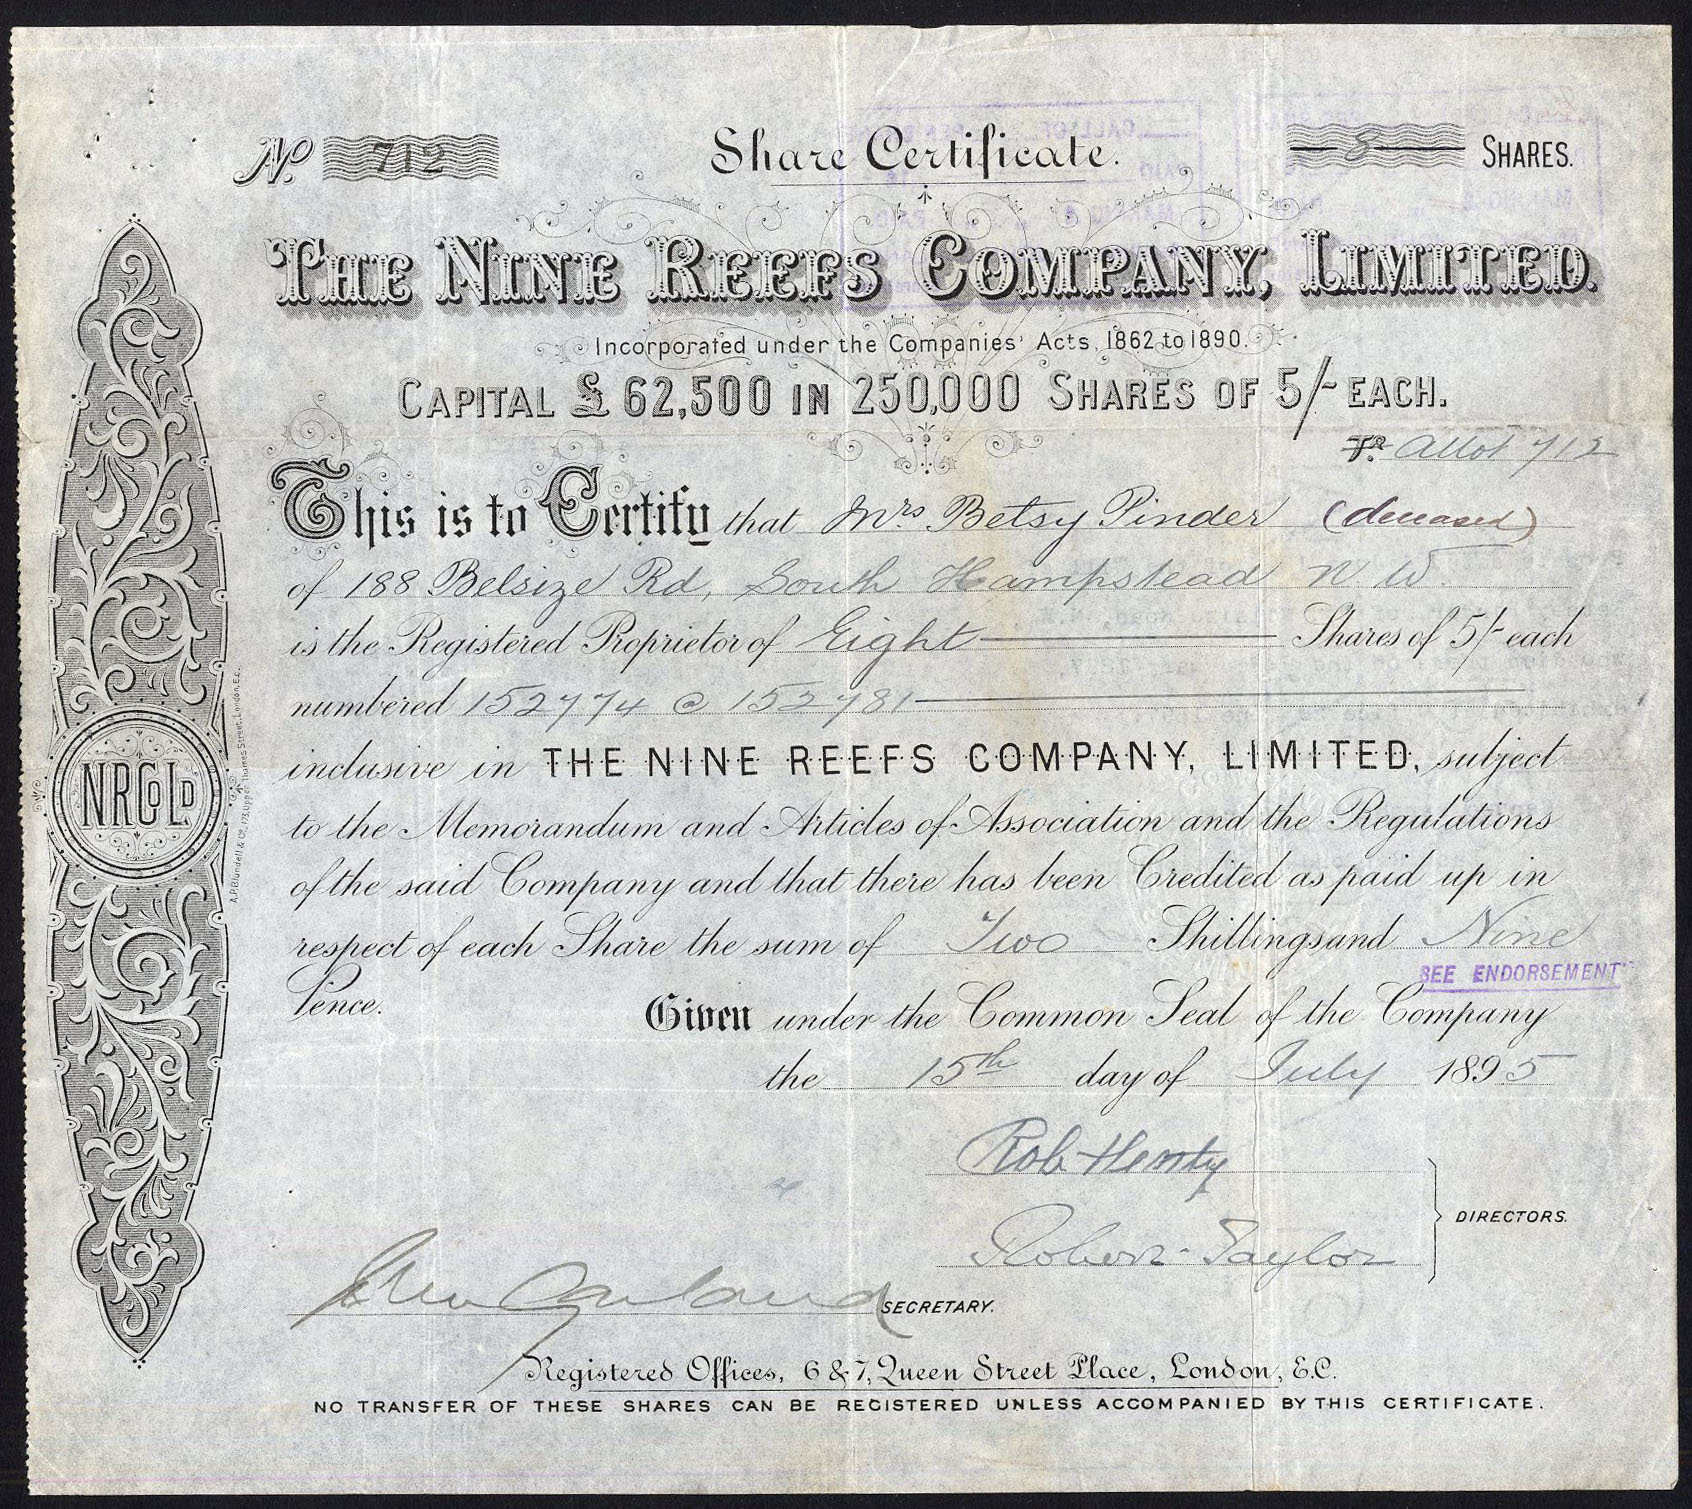 No. 712 Share Certificate. 8 SHARES.
THE NINE REEFS COMPANY, LIMITED.
Incorporated under the Companies' Acts, 1862 to 1890.
CAPITAL £ 62,500 IN 250,000 SHARES OF 5/- EACH.
Allot 712
This is to Certify that Mrs Betsy Pinder (deceased)
of 188 Belsize Rd, South Hampstead N W.
is the Registered Proprietor of Eight Shares of 5/- each
numbered 152774 @ 152781
inclusive in THE NINE REEFS COMPANY, LIMITED, subject
to the Memorandum and Articles of Association and the Regulations
of the said Company and that there has been Credited as paid up in
respect of each Share the sum of Two Shillings and Nine
SEE ENDORSEMENT
Pence.
Given under the Common Seal of the Company
the 15th day of July 1895
Rob Henty
Robert Taylor
DIRECTORS.
SECRETARY.
Registered Offices, 6 & 7, Queen Street Place, London, E.C.
NO TRANSFER OF THESE SHARES CAN BE REGISTERED UNLESS ACCOMPANIED BY THIS CERTIFICATE.
NRCoLD
A.P. Blundell & Co. 173, Upper Thames Street, London, E.C.